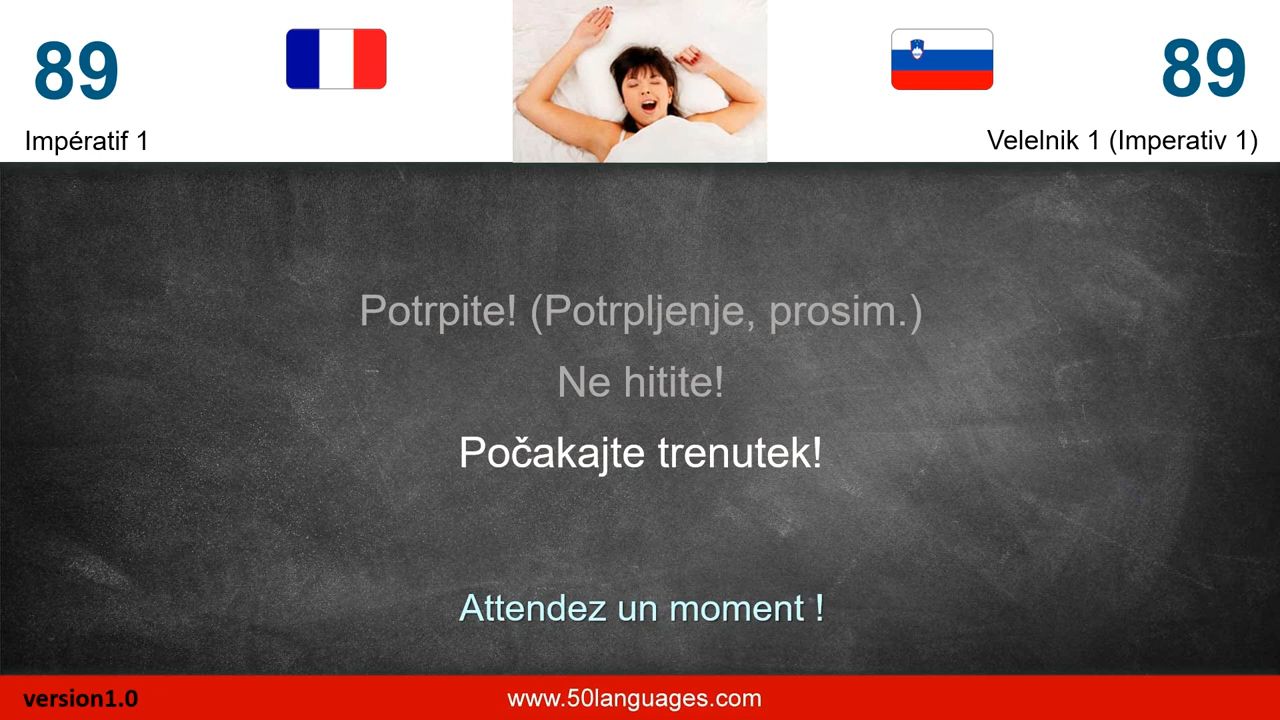 89
89
Impératif 1
Velelnik 1 (Imperativ 1)
Potrpite! (Potrpljenje, prosim.)
Ne hitite!
Počakajte trenutek!
Attendez un moment !
version1.0
www.50languages.com